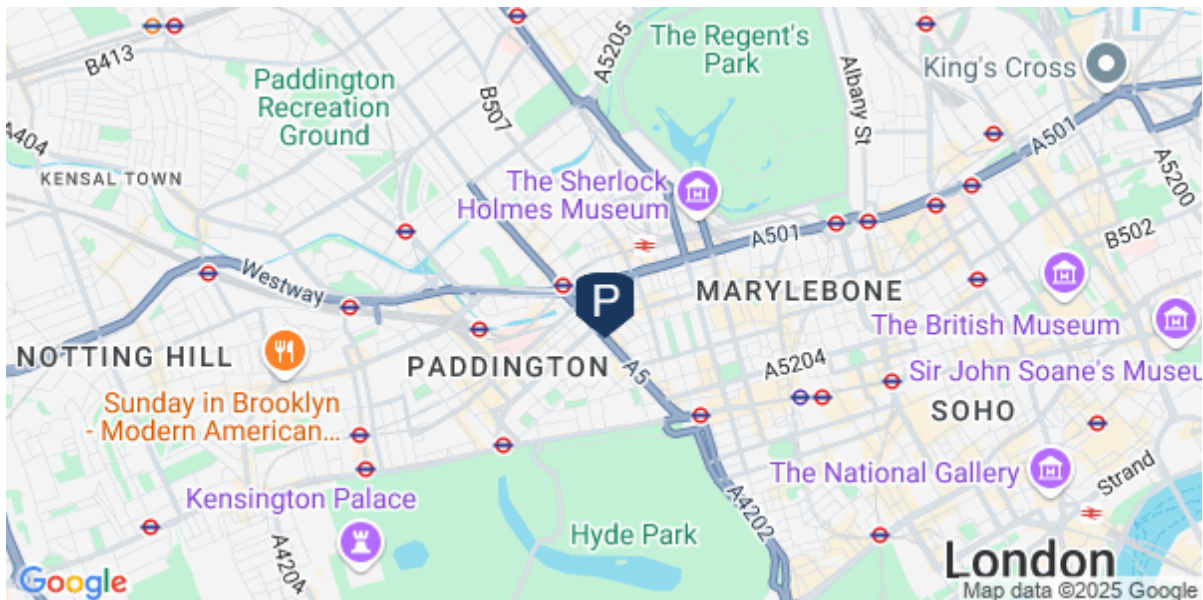 B413
A5205
The Regent's
Park
King's Cross
Paddington
Recreation
Ground
B507
Albany St
A501
A404
KENSAL TOWN
The Sherlock
Holmes Museum
A5200
A501
B502
Westway
P
MARYLEBONE
The British Museum
NOTTING HILL
PADDINGTON
A5
A5204
Sir John Soane's Museu
Sunday in Brooklyn
- Modern American...
SOHO
The National Gallery
Strand
Kensington Palace
A4202
Hyde Park
A4204
London
Google
Map data ©2025 Google